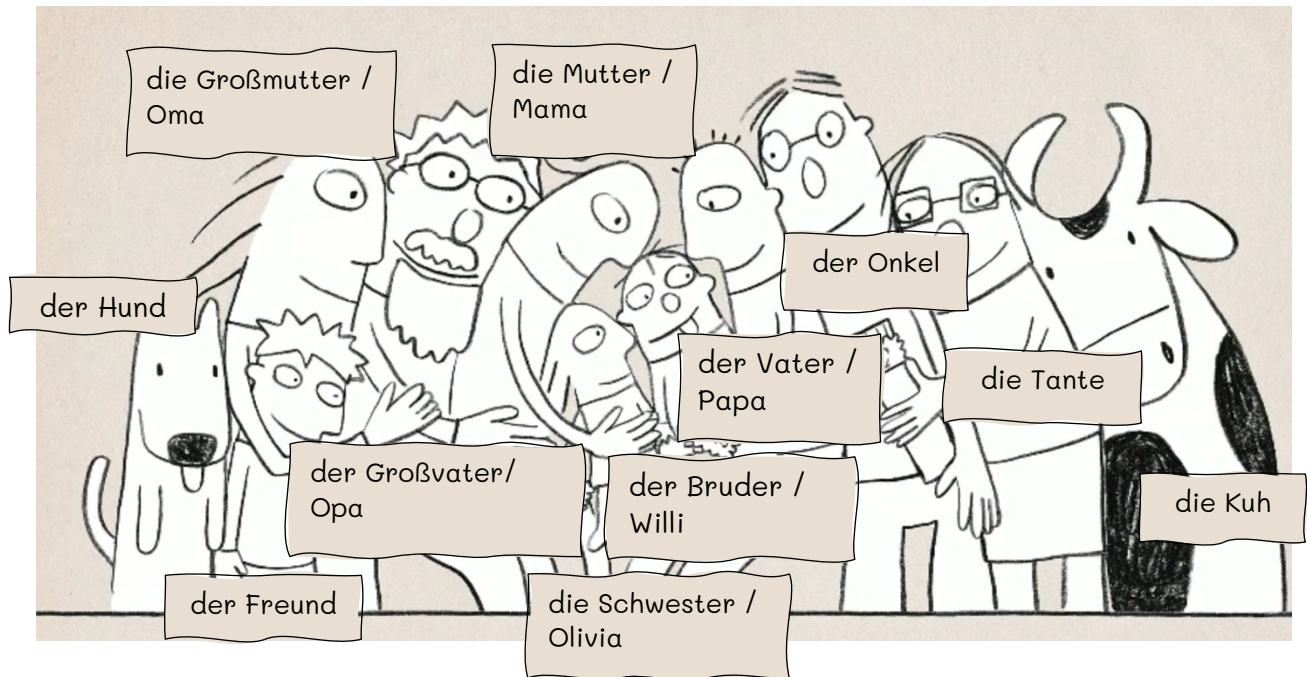 die Großmutter /
Oma
die Mutter /
Mama
der Hund
der Onkel
der Vater /
Papa
die Tante
der Großvater/
Opa
der Bruder /
Willi
die Kuh
der Freund
die Schwester /
Olivia